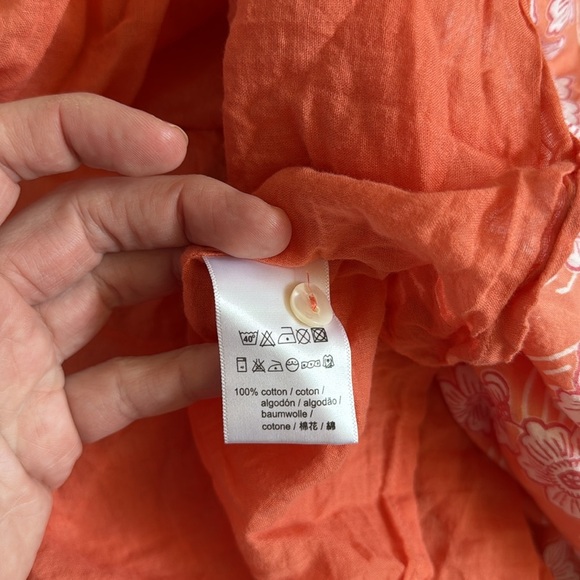 40°
100% cotton / coton /
algodón / algodão /
baumwolle /
cotone / 棉花 / 綿